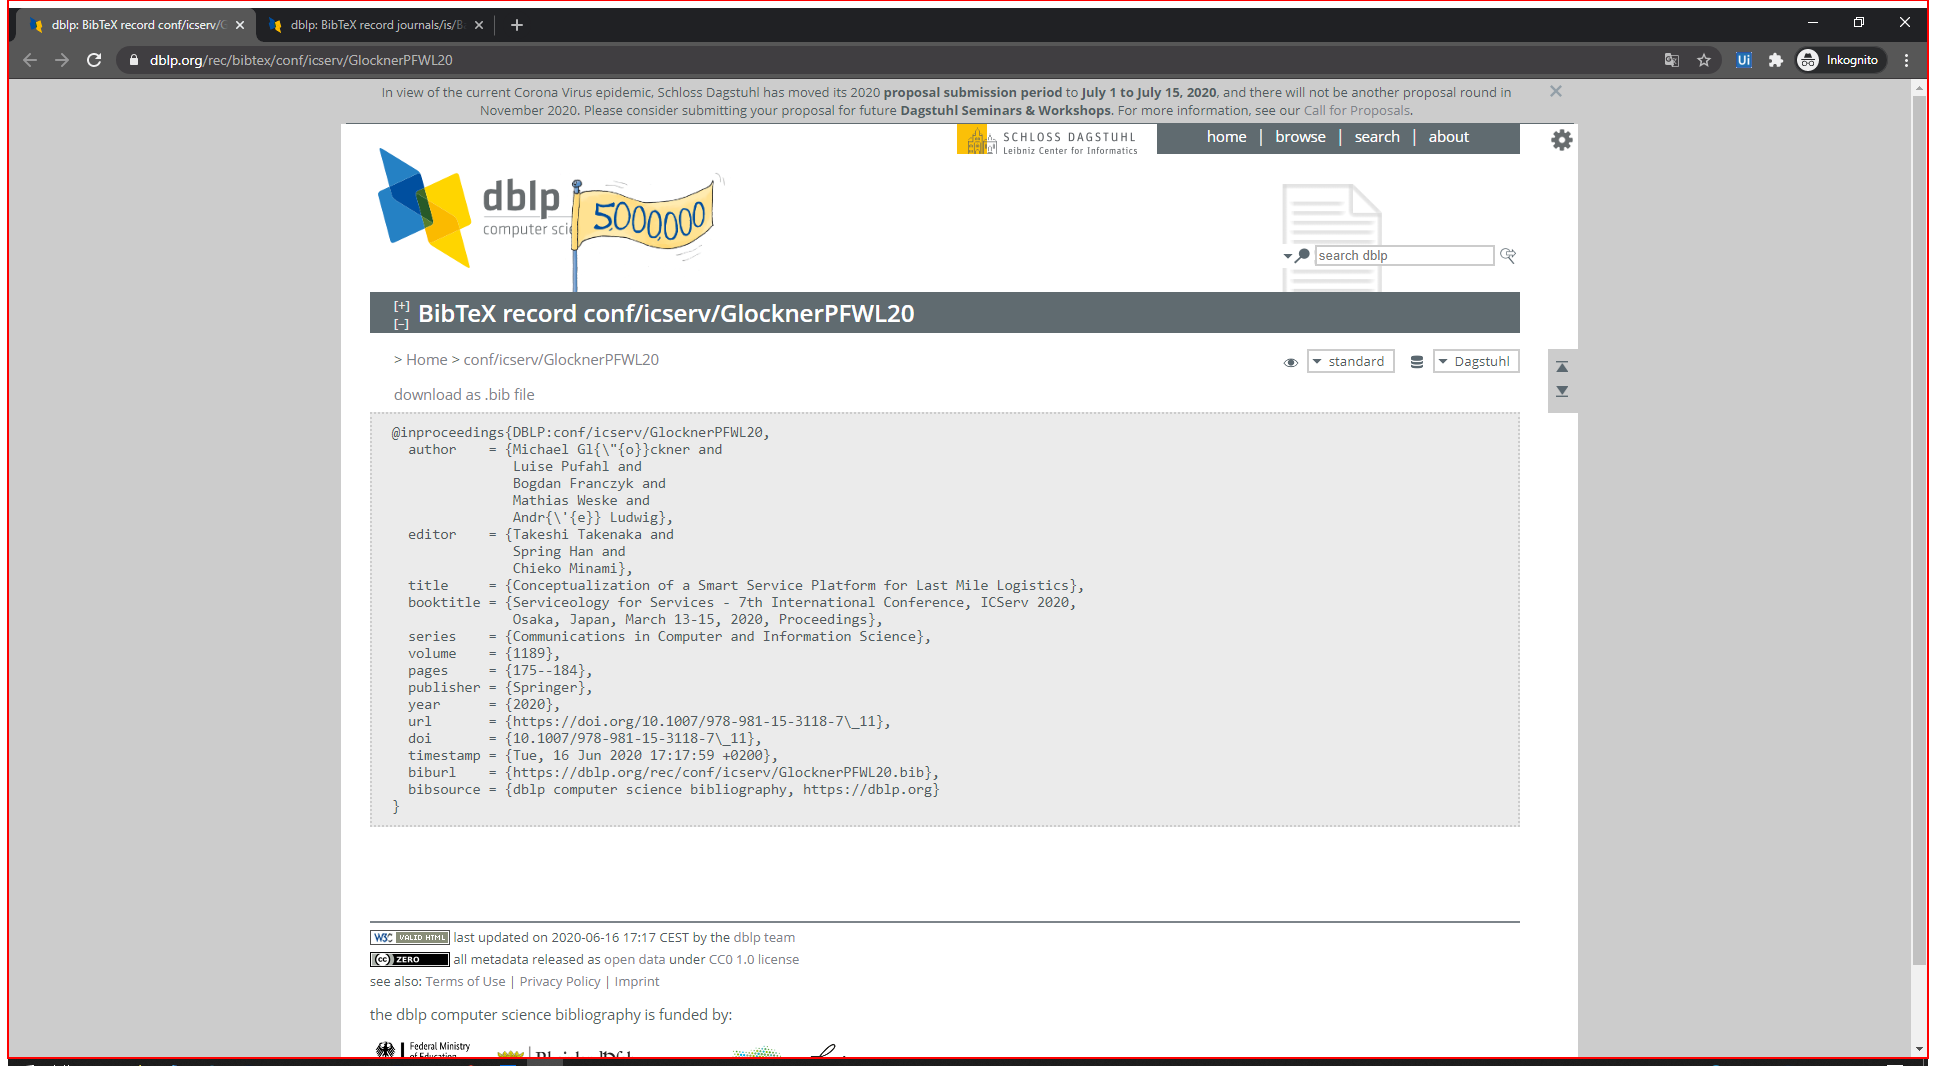 dblp: BibTeX record conf/icserv/G
dblp: BibTeX record journals/is/B
dblp.org/rec/bibtex/conf/icserv/GlocknerPFWL20
Ui
Inkognito
In view of the current Corona Virus epidemic, Schloss Dagstuhl has moved its 2020 proposal submission period to July 1 to July 15, 2020, and there will not be another proposal round in
November 2020. Please consider submitting your proposal for future Dagstuhl Seminars & Workshops. For more information, see our Call for Proposals.
SCHLOSS DAGSTUHL
Leibniz Center for Informatics
home | browse | search | about
dblp
computer scie
5,000,000
search dblp
[+]
[−]
BibTeX record conf/icserv/GlocknerPFWL20
> Home > conf/icserv/GlocknerPFWL20
standard
Dagstuhl
download as .bib file
@inproceedings{DBLP:conf/icserv/GlocknerPFWL20,
author = {Michael Gl{\"{o}}ckner and
Luise Pufahl and
Bogdan Franczyk and
Mathias Weske and
Andr{\'{e}} Ludwig},
editor = {Takeshi Takenaka and
Spring Han and
Chieko Minami},
title = {Conceptualization of a Smart Service Platform for Last Mile Logistics},
booktitle = {Serviceology for Services - 7th International Conference, ICServ 2020,
Osaka, Japan, March 13-15, 2020, Proceedings},
series = {Communications in Computer and Information Science},
volume = {1189},
pages = {175--184},
publisher = {Springer},
year = {2020},
url = {https://doi.org/10.1007/978-981-15-3118-7\_11},
doi = {10.1007/978-981-15-3118-7\_11},
timestamp = {Tue, 16 Jun 2020 17:17:59 +0200},
biburl = {https://dblp.org/rec/conf/icserv/GlocknerPFWL20.bib},
bibsource = {dblp computer science bibliography, https://dblp.org}
}
W3C VALID HTML last updated on 2020-06-16 17:17 CEST by the dblp team
(cc) ZERO all metadata released as open data under CC0 1.0 license
see also: Terms of Use | Privacy Policy | Imprint
the dblp computer science bibliography is funded by:
Federal Ministry
of Education